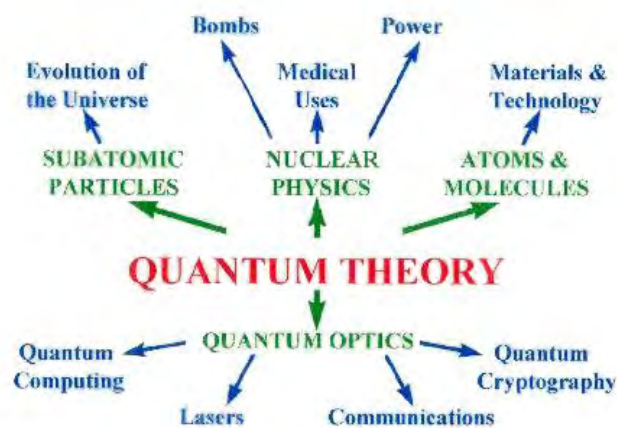 Bombs
Power
Evolution of
the Universe
Medical
Uses
Materials &
Technology
SUBATOMIC
PARTICLES
NUCLEAR
PHYSICS
ATOMS &
MOLECULES
QUANTUM THEORY
QUANTUM OPTICS
Quantum
Computing
Quantum
Cryptography
Lasers
Communications